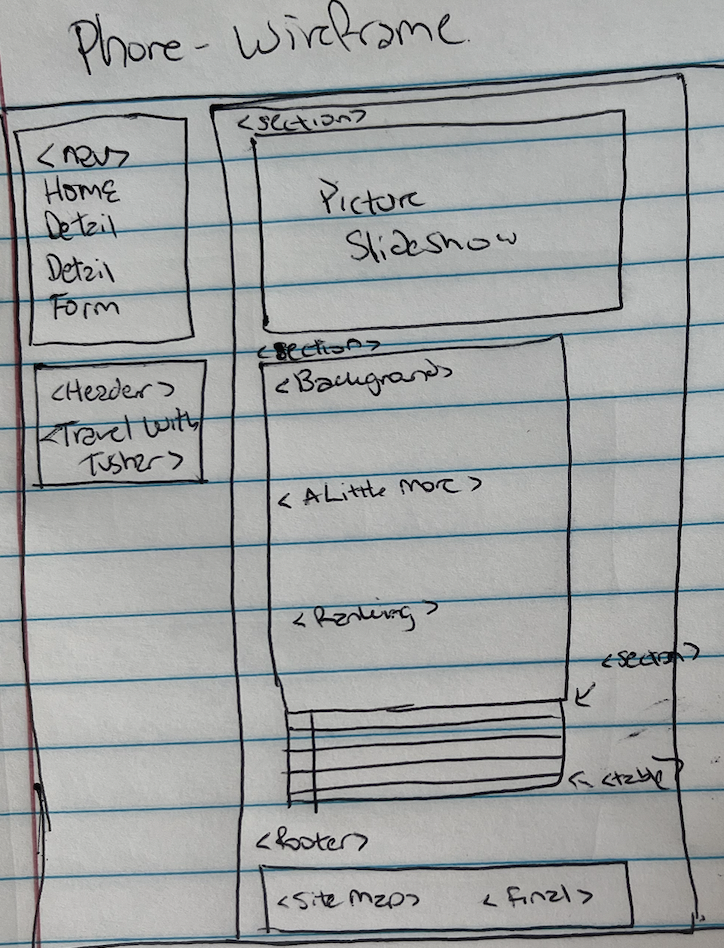 Phone - Wireframe
<nav>
Home
Detail
Detail
Form
<Header>
<Travel With
Tushar>
<section>
Picture
Slideshow
<section>
<Background>
<A Little More>
<Ranking>
<section>
<table>
<footer>
<Site Map> <Final>